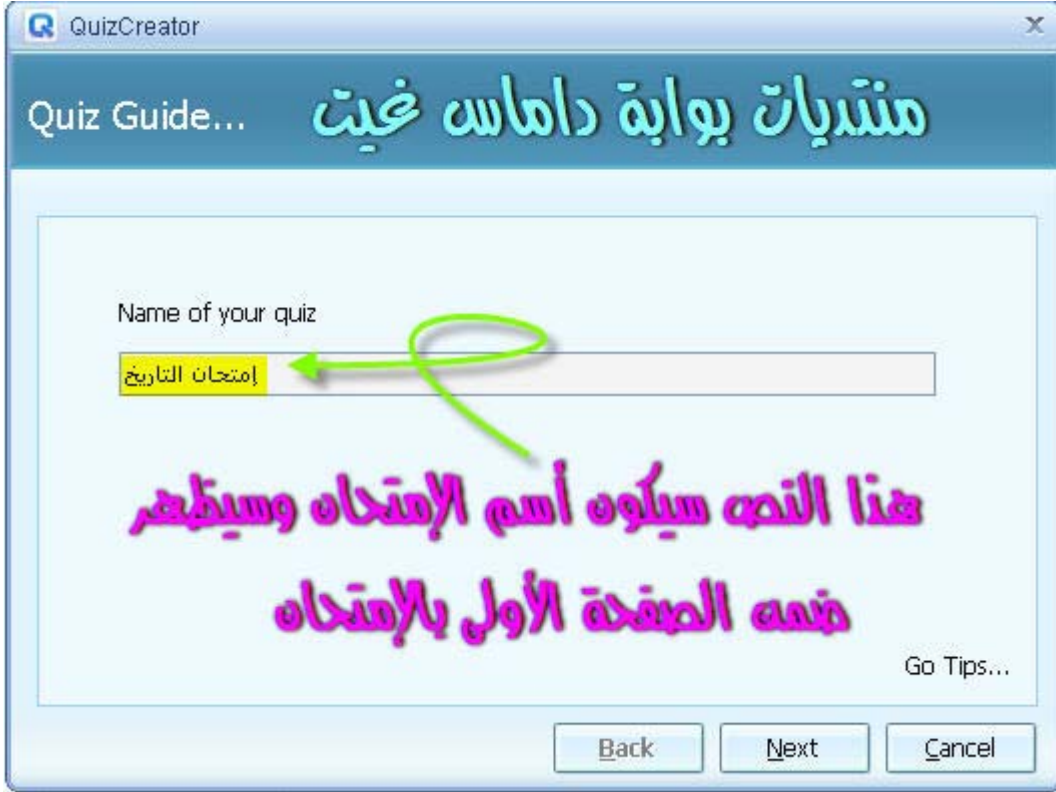 QuizCreator
Quiz Guide...
منتديات بوابة داماس غيت
Name of your quiz
إمتحان التاريخ
هذا النص سيكون أسم الإمتحان وسيظهر
ضمن الصفحة الأولى بالإمتحان
Go Tips...
Back
Next
Cancel